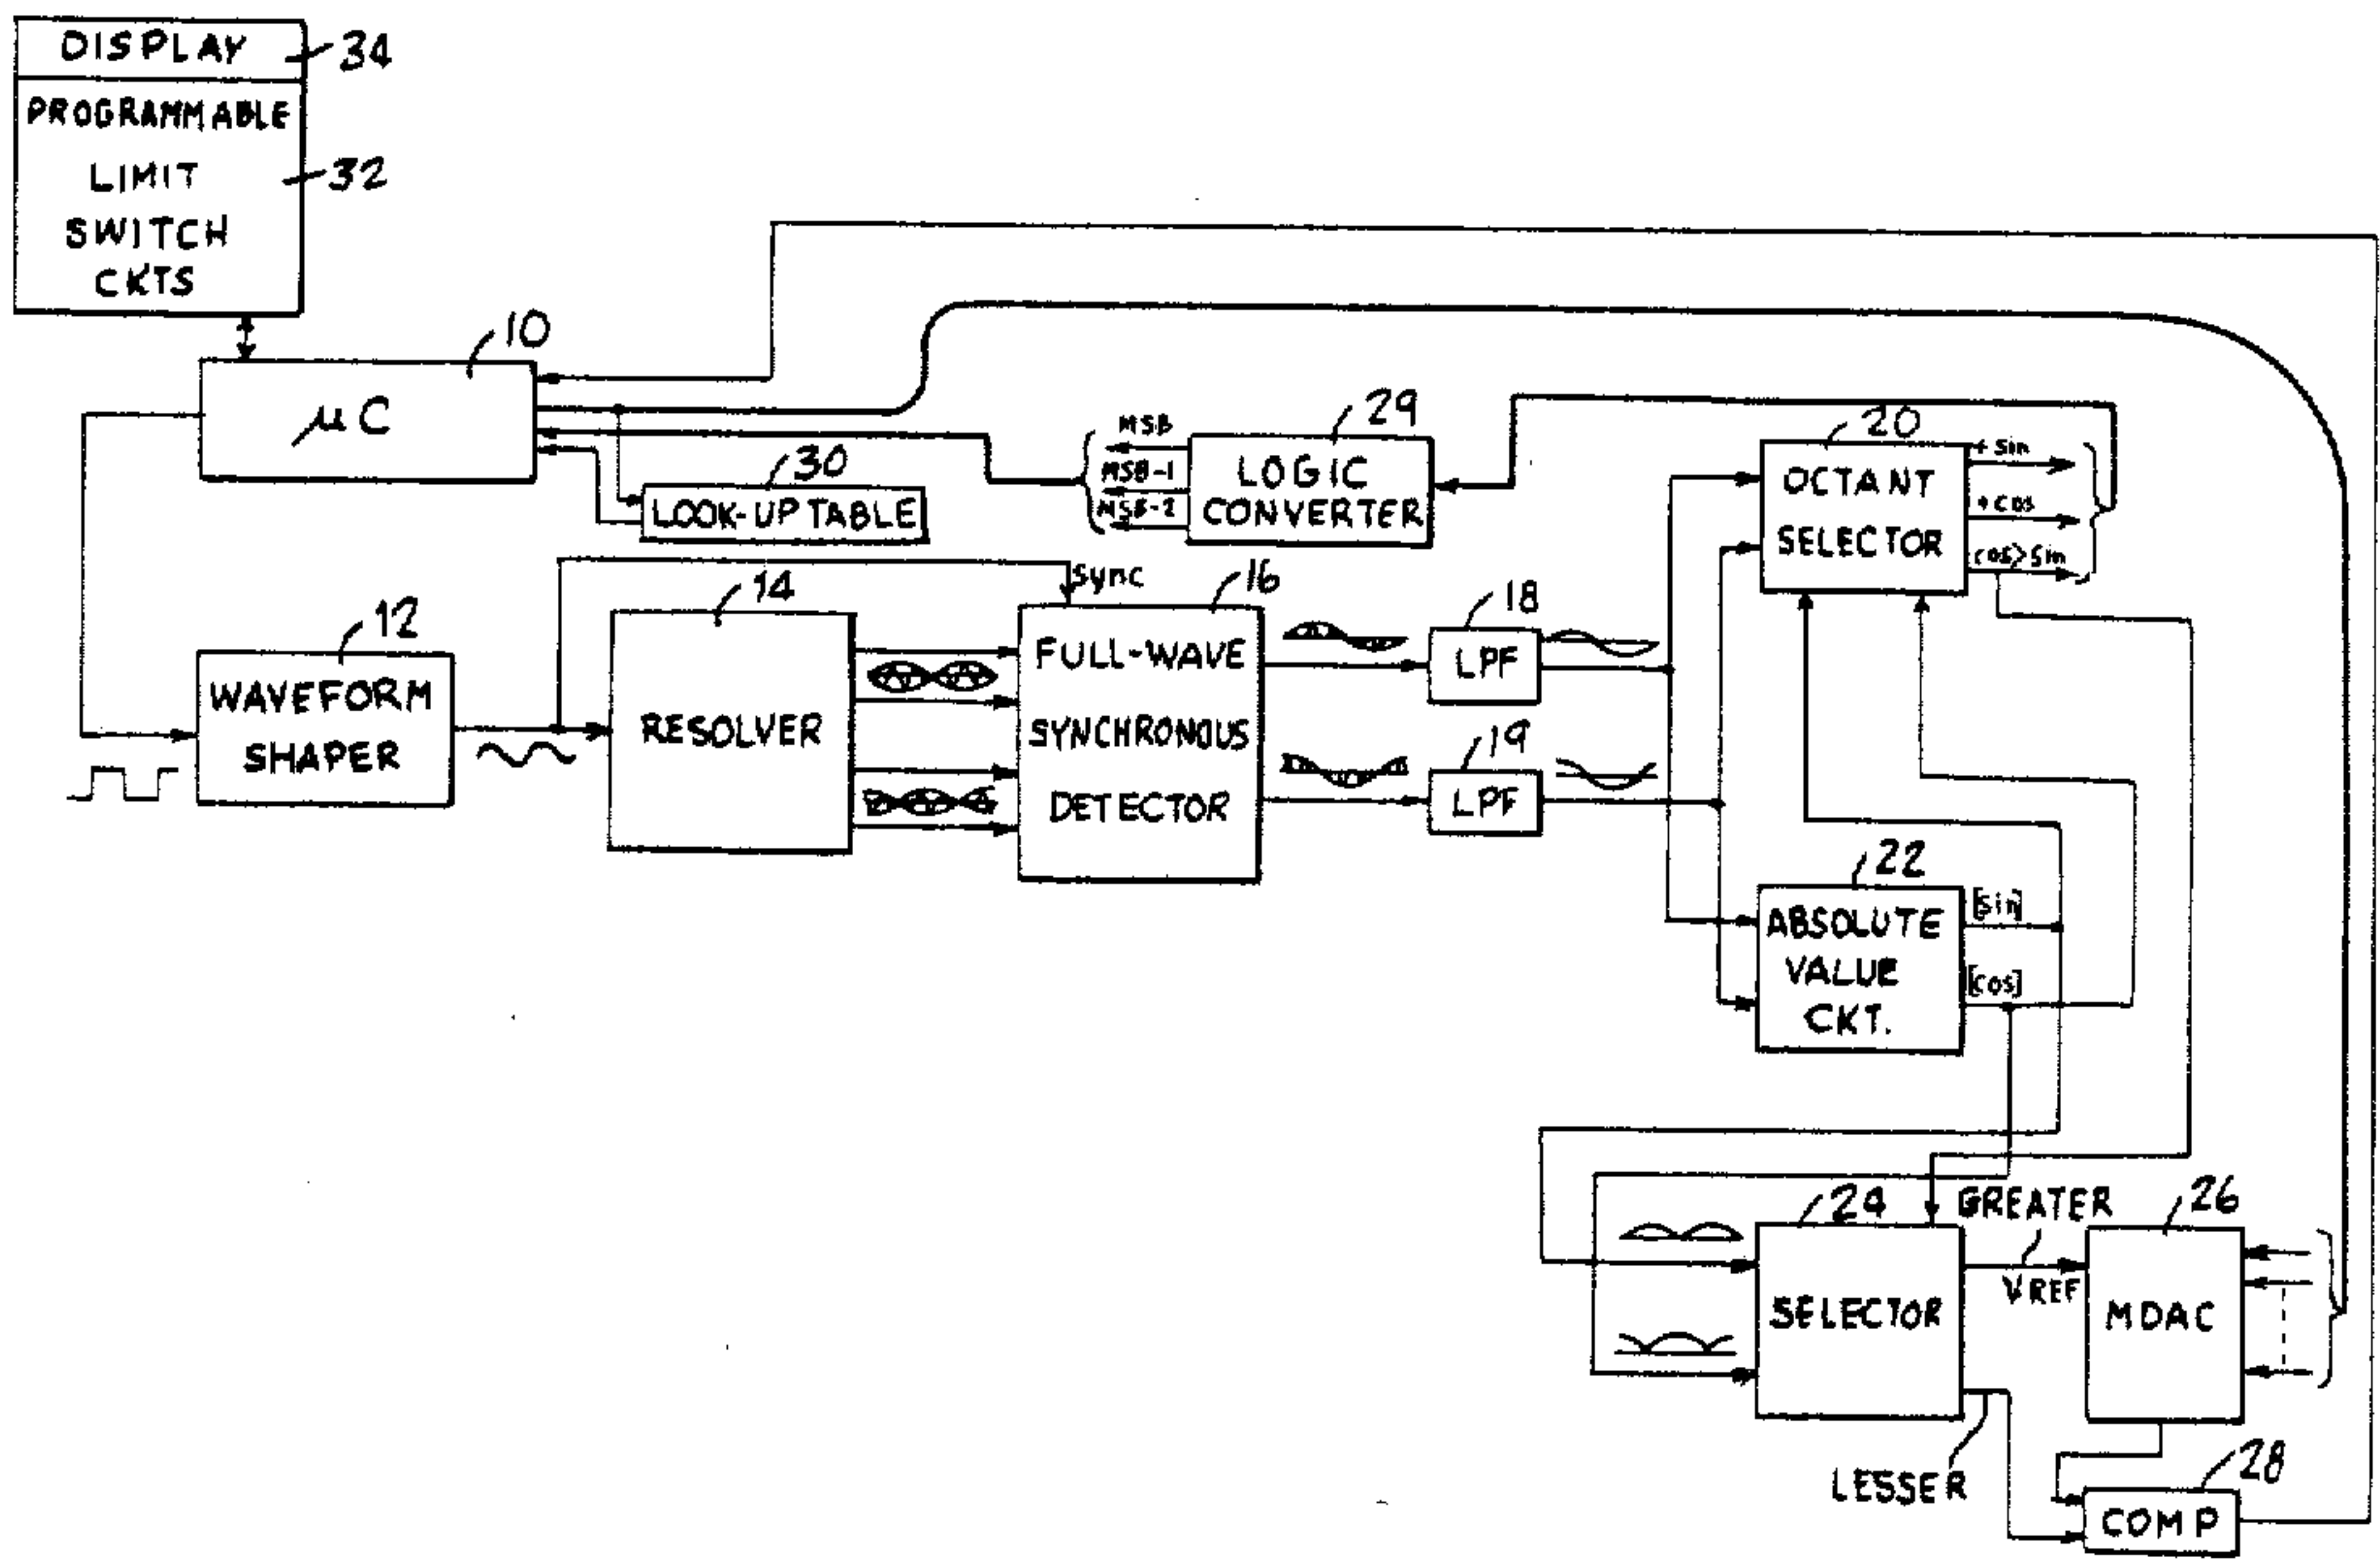 DISPLAY
34
PROGRAMMABLE
LIMIT
SWITCH
CKTS
32
10
μC
29
MSB
MSB-1
MSB-2
LOGIC
CONVERTER
20
OCTANT
SELECTOR
+ Sin
+ COS
COS>Sin
30
LOOK-UP TABLE
12
WAVEFORM
SHAPER
14
RESOLVER
Sync
16
FULL-WAVE
SYNCHRONOUS
DETECTOR
18
LPF
19
LPF
22
ABSOLUTE
VALUE
CKT.
[Sin]
[COS]
24
SELECTOR
GREATER
VREF
LESSER
26
MDAC
28
COMP